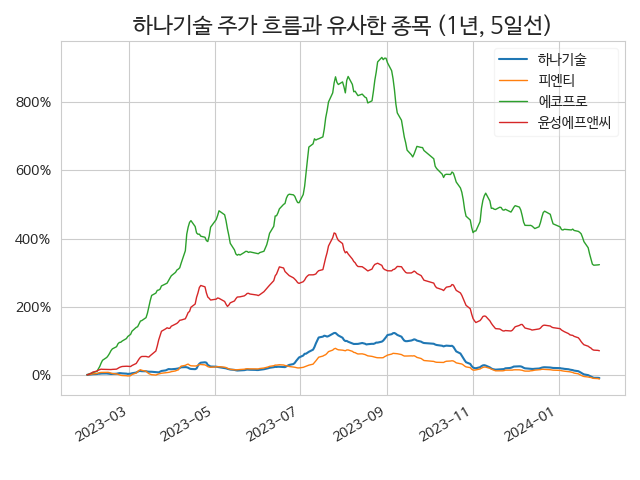 하나기술 주가 흐름과 유사한 종목 (1년, 5일선)
하나기술
피엔티
에코프로
윤성에프앤씨
800%
600%
400%
200%
0%
2023-03
2023-05
2023-07
2023-09
2023-11
2024-01